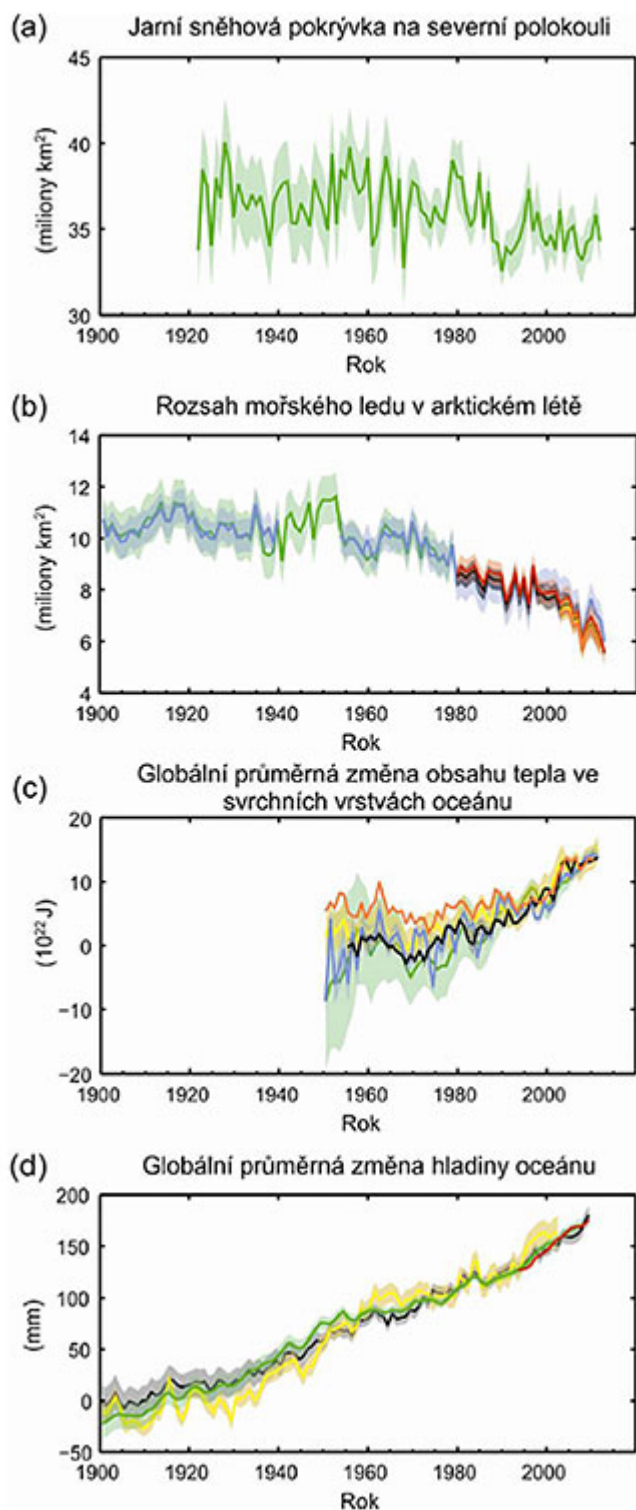 (a) Jarní sněhová pokrývka na severní polokouli
45
40
35
30
(miliony km²)
1900 1920 1940 1960 1980 2000
Rok
(b) Rozsah mořského ledu v arktickém létě
14
12
10
8
6
4
(miliony km²)
1900 1920 1940 1960 1980 2000
Rok
(c) Globální průměrná změna obsahu tepla ve
svrchních vrstvách oceánu
20
10
0
−10
−20
(10²² J)
1900 1920 1940 1960 1980 2000
Rok
(d) Globální průměrná změna hladiny oceánu
200
150
100
50
0
−50
(mm)
1900 1920 1940 1960 1980 2000
Rok